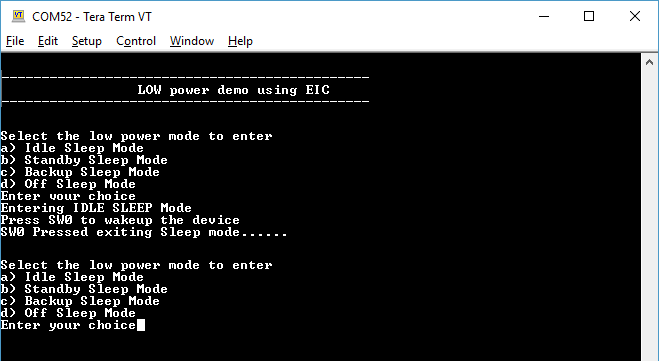 COM52 - Tera Term VT
File Edit Setup Control Window Help
----------------------------------------------
LOW power demo using EIC
----------------------------------------------
Select the low power mode to enter
a) Idle Sleep Mode
b) Standby Sleep Mode
c) Backup Sleep Mode
d) Off Sleep Mode
Enter your choice
Entering IDLE SLEEP Mode
Press SW0 to wakeup the device
SW0 Pressed exiting Sleep mode......
Select the low power mode to enter
a) Idle Sleep Mode
b) Standby Sleep Mode
c) Backup Sleep Mode
d) Off Sleep Mode
Enter your choice